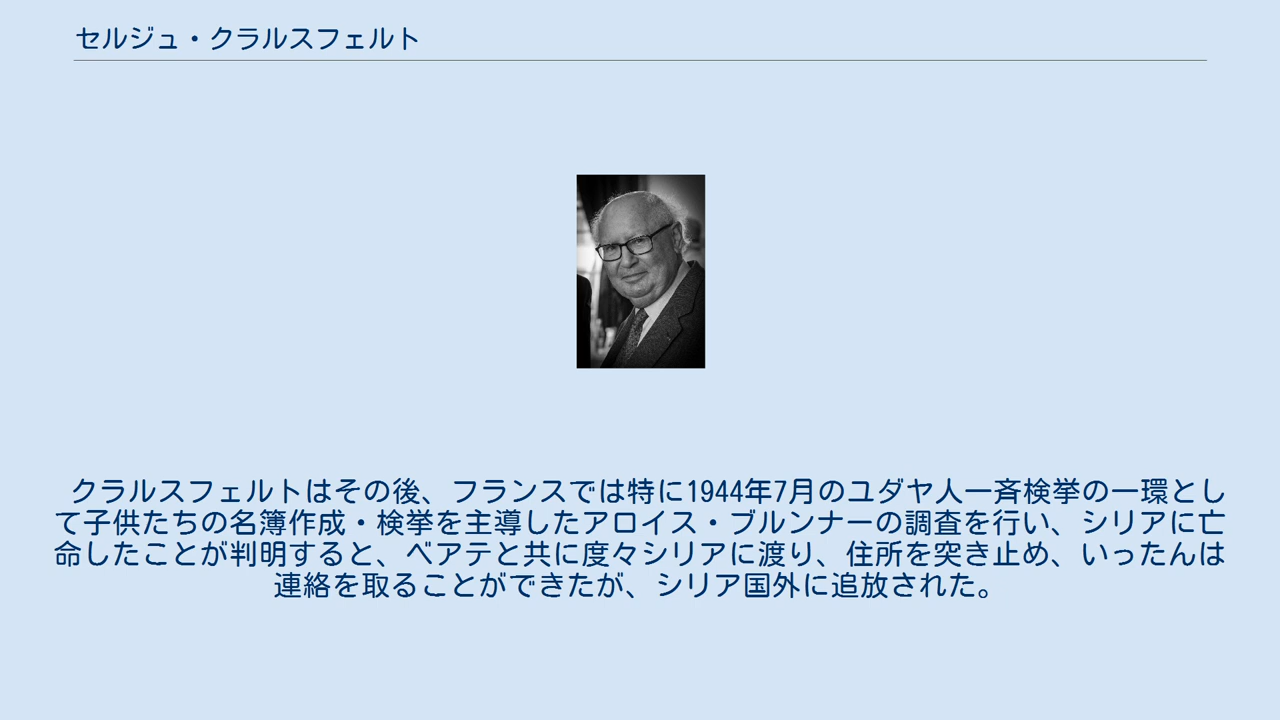 セルジュ・クラルスフェルト
クラルスフェルトはその後、フランスでは特に1944年7月のユダヤ人一斉検挙の一環とし
て子供たちの名簿作成・検挙を主導したアロイス・ブルンナーの調査を行い、シリアに亡
命したことが判明すると、ベアテと共に度々シリアに渡り、住所を突き止め、いったんは
連絡を取ることができたが、シリア国外に追放された。